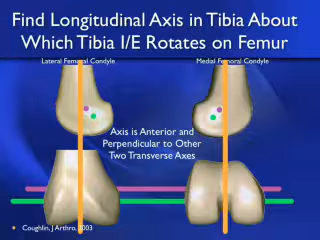 Find Longitudinal Axis in Tibia About
Which Tibia I/E Rotates on Femur
Lateral Femoral Condyle
Medial Femoral Condyle
Axis is Anterior and
Perpendicular to Other
Two Transverse Axes
Coughlin, J Arthro, 2003